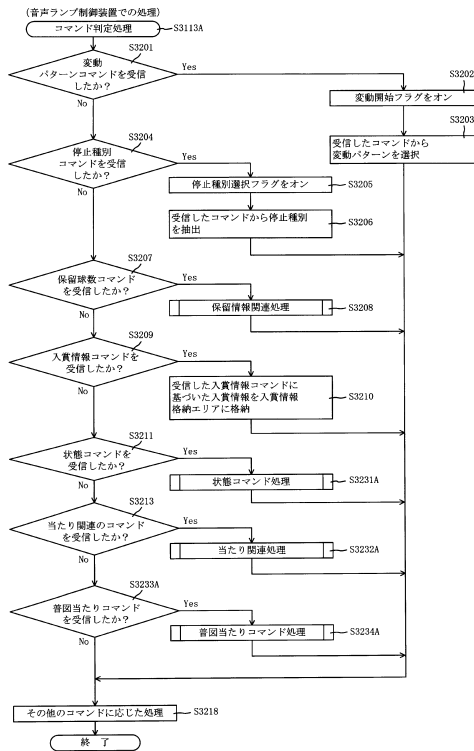 (音声ランプ制御装置での処理)
コマンド判定処理
S3113A
S3201
変動
パターンコマンドを受信
したか?
Yes
No
S3202
変動開始フラグをオン
S3203
受信したコマンドから
変動パターンを選択
S3204
停止種別
コマンドを受信
したか?
Yes
No
停止種別選択フラグをオン
S3205
受信したコマンドから停止種別
を抽出
S3206
S3207
保留球数コマンド
を受信したか?
Yes
No
保留情報関連処理
S3208
S3209
入賞情報コマンドを
受信したか?
Yes
No
受信した入賞情報コマンドに
基づいた入賞情報を入賞情報
格納エリアに格納
S3210
S3211
状態コマンドを
受信したか?
Yes
No
状態コマンド処理
S3231A
S3213
当たり関連のコマンド
を受信したか?
Yes
No
当たり関連処理
S3232A
S3233A
普図当たりコマンド
を受信したか?
Yes
No
普図当たりコマンド処理
S3234A
その他のコマンドに応じた処理
S3218
終 了